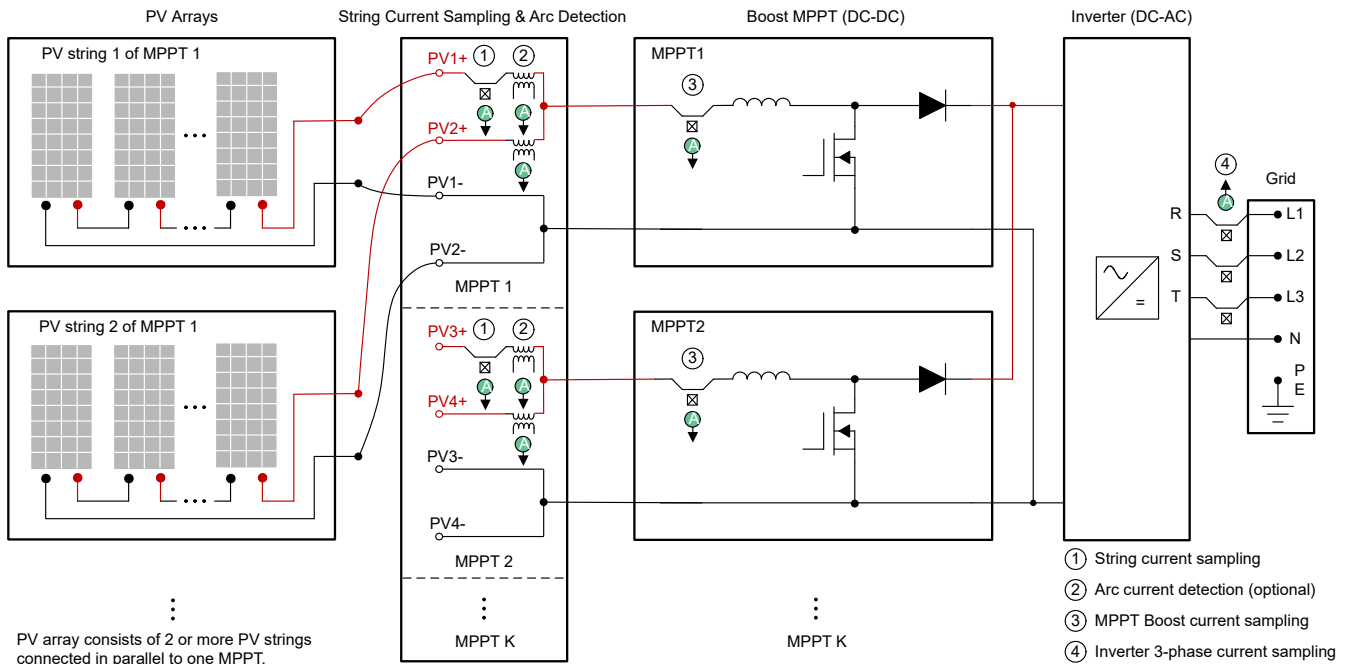 PV Arrays
String Current Sampling & Arc Detection
Boost MPPT (DC-DC)
Inverter (DC-AC)
PV string 1 of MPPT 1
PV1+
1
2
A
A
PV2+
A
PV1-
PV2-
MPPT 1
MPPT1
3
A
PV string 2 of MPPT 1
PV3+
1
2
A
A
PV4+
A
PV3-
PV4-
MPPT 2
MPPT K
MPPT2
3
A
MPPT K
=
4
A
Grid
R
L1
S
L2
T
L3
N
P
E
PV array consists of 2 or more PV strings
connected in parallel to one MPPT.
1 String current sampling
2 Arc current detection (optional)
3 MPPT Boost current sampling
4 Inverter 3-phase current sampling